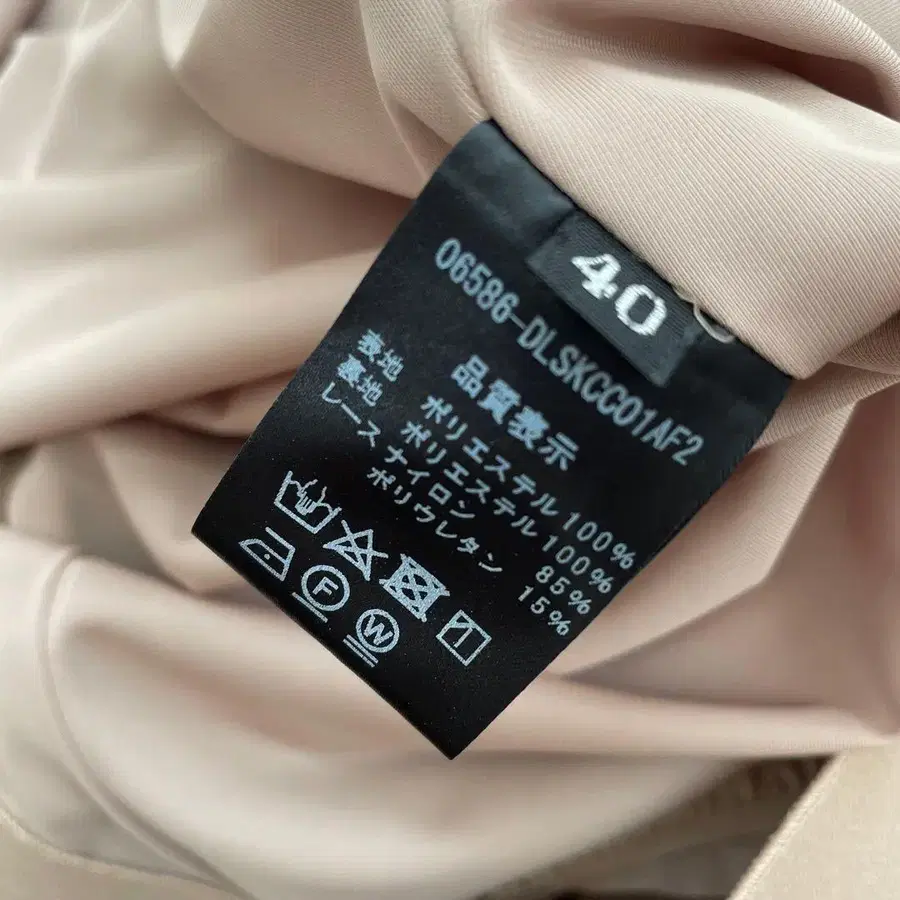 40
06586-DLSKCC01AF2
品質表示
表地 ポリエステル 100%
裏地 ポリエステル 100%
レース ナイロン 85%
ポリウレタン 15%
F
W